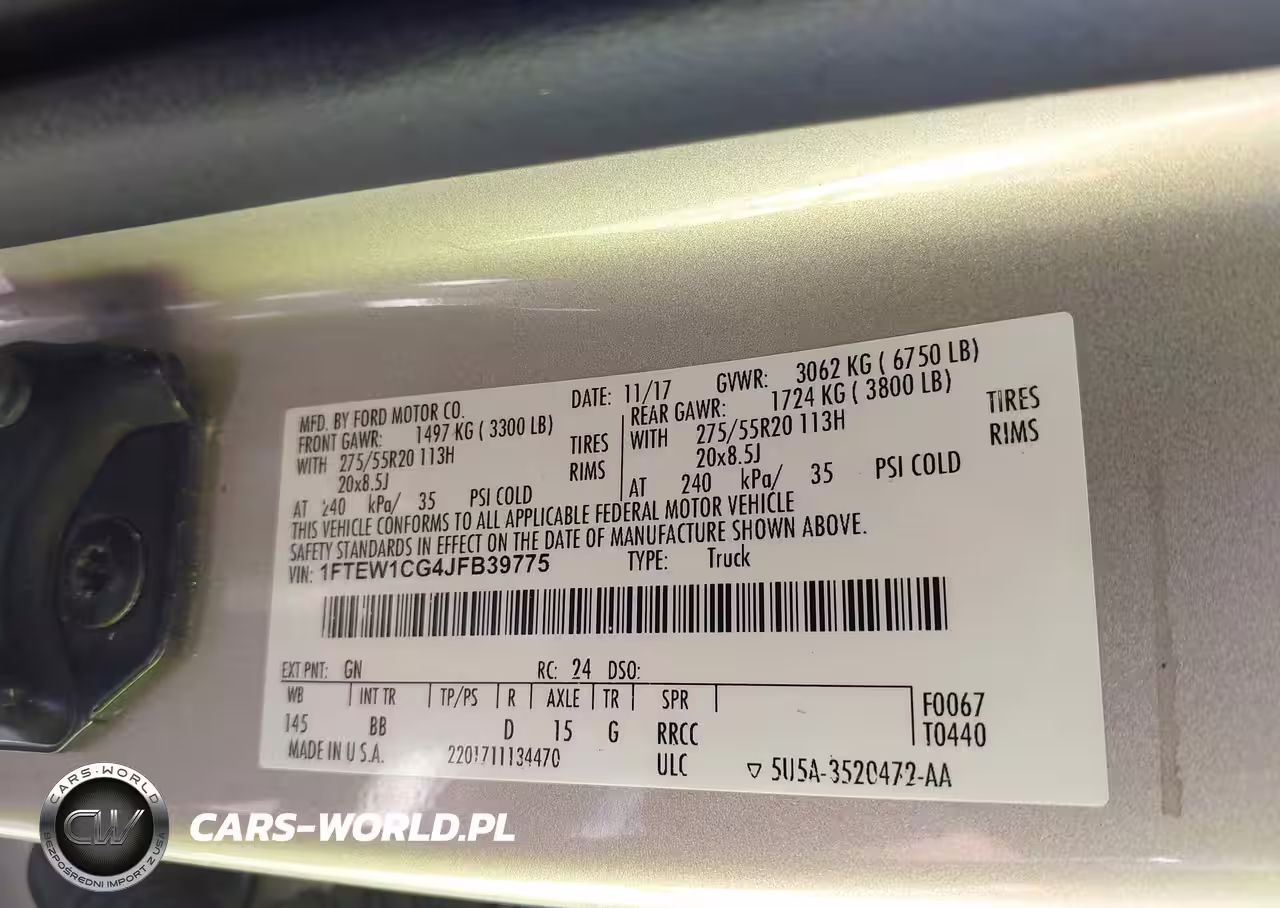 MFD. BY FORD MOTOR CO. DATE: 11/17 GVWR: 3062 KG ( 6750 LB)
FRONT GAWR: 1497 KG ( 3300 LB) REAR GAWR: 1724 KG ( 3800 LB)
WITH 275/55R20 113H TIRES WITH 275/55R20 113H TIRES
20x8.5J RIMS 20x8.5J RIMS
AT 240 kPa/ 35 PSI COLD AT 240 kPa/ 35 PSI COLD
THIS VEHICLE CONFORMS TO ALL APPLICABLE FEDERAL MOTOR VEHICLE
SAFETY STANDARDS IN EFFECT ON THE DATE OF MANUFACTURE SHOWN ABOVE.
VIN: 1FTEW1CG4JFB39775 TYPE: Truck
EXT PNT: GN RC: 24 DSO:
WB INT TR TP/PS R AXLE TR SPR F0067
145 BB D 15 G RRCC T0440
MADE IN U.S.A. 2201711134470 ULC ▽ 5U5A-3520472-AA
CARS-WORLD
CW
BEZPOŚREDNI IMPORT Z USA
CARS-WORLD.PL